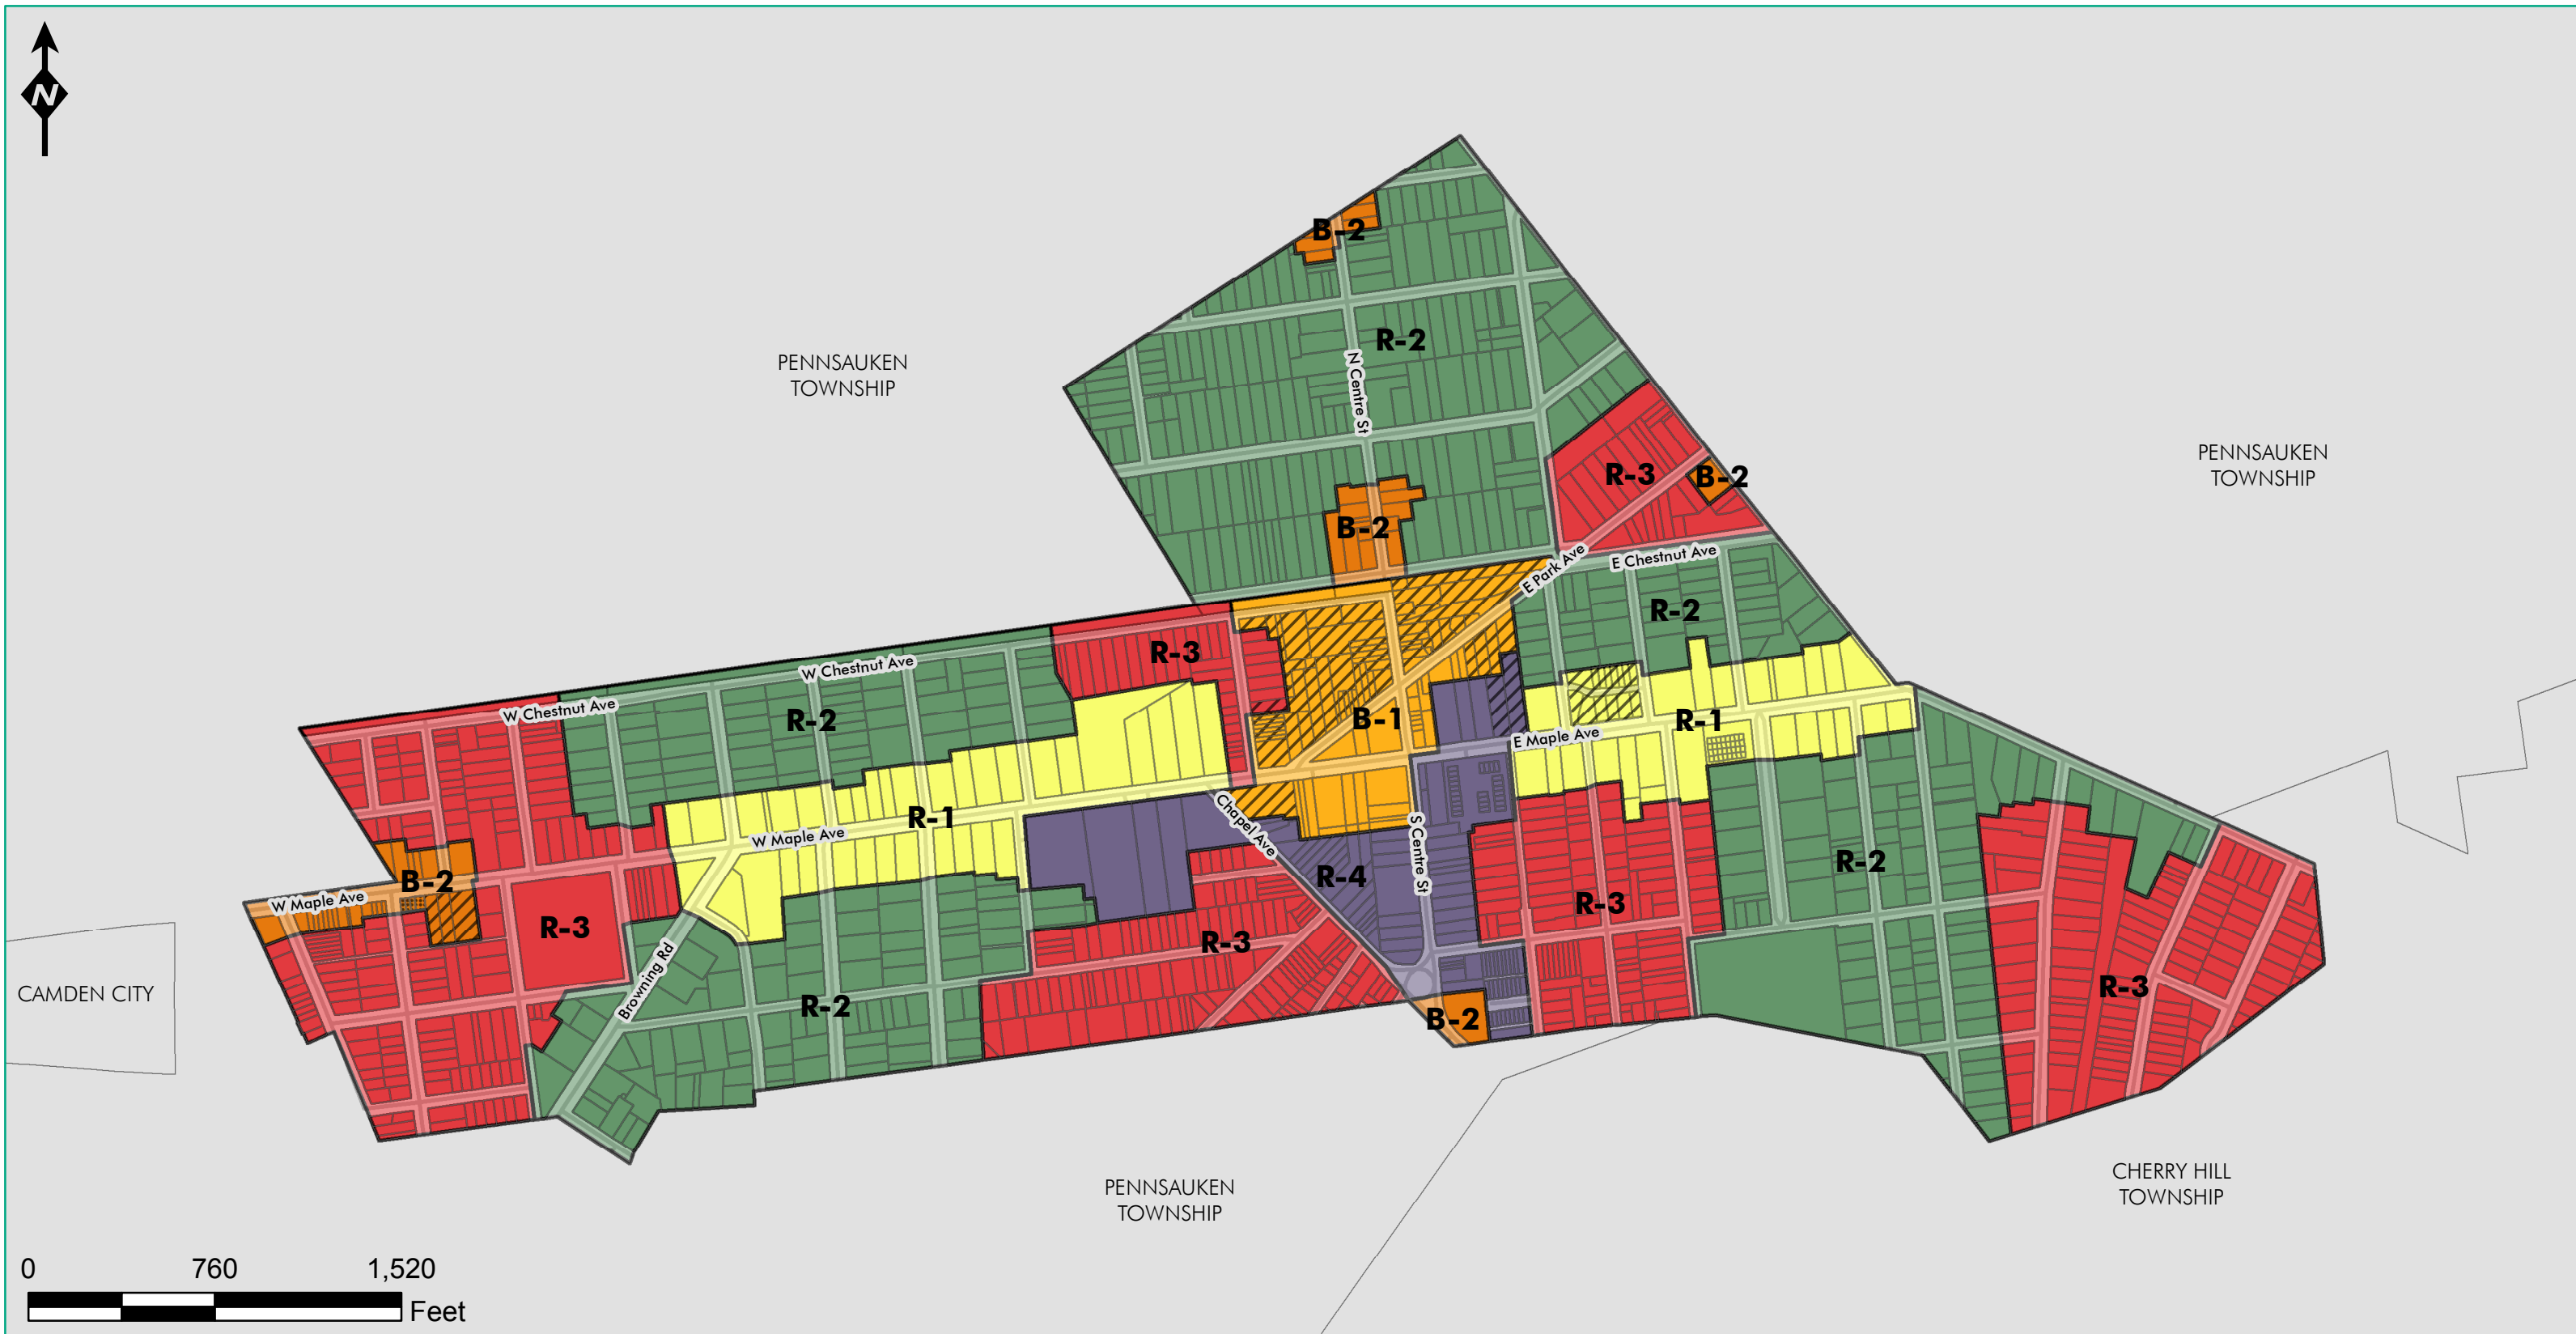 N
B-2
R-2
N Centre St
PENNSAUKEN
TOWNSHIP
PENNSAUKEN
TOWNSHIP
R-3
B-2
B-2
E Park Ave
E Chestnut Ave
R-2
R-3
W Chestnut Ave
W Chestnut Ave
R-2
B-1
R-1
E Maple Ave
R-1
W Maple Ave
Chapel Ave
S Centre St
R-4
B-2
W Maple Ave
R-3
R-3
R-2
R-3
Browning Rd
CAMDEN CITY
R-2
B-2
R-3
PENNSAUKEN
TOWNSHIP
CHERRY HILL
TOWNSHIP
0 760 1,520
Feet